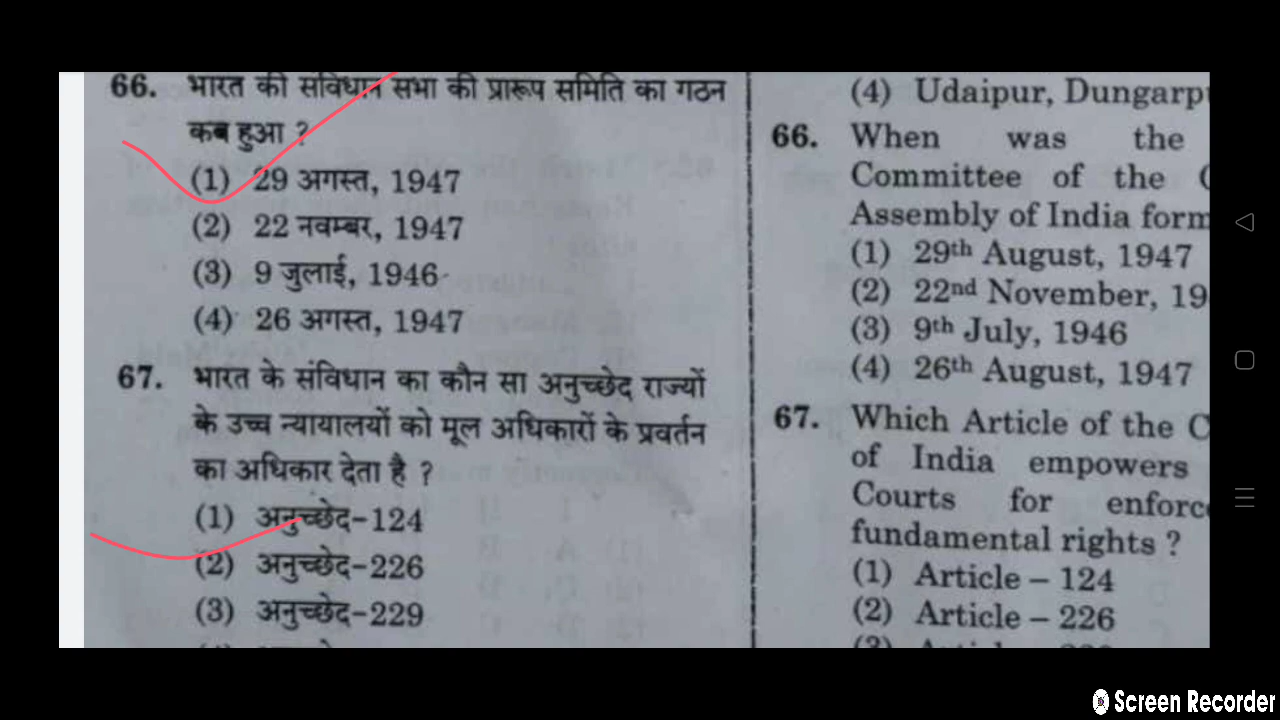 66. भारत की संविधान सभा की प्रारूप समिति का गठन
कब हुआ ?
(1) 29 अगस्त, 1947
(2) 22 नवम्बर, 1947
(3) 9 जुलाई, 1946
(4) 26 अगस्त, 1947
67. भारत के संविधान का कौन सा अनुच्छेद राज्यों
के उच्च न्यायालयों को मूल अधिकारों के प्रवर्तन
का अधिकार देता है ?
(1) अनुच्छेद-124
(2) अनुच्छेद-226
(3) अनुच्छेद-229
(4) Udaipur, Dungarp
66. When was the
Committee of the
Assembly of India form
(1) 29th August, 1947
(2) 22nd November, 19
(3) 9th July, 1946
(4) 26th August, 1947
67. Which Article of the C
of India empowers
Courts for enforc
fundamental rights ?
(1) Article – 124
(2) Article – 226
Screen Recorder